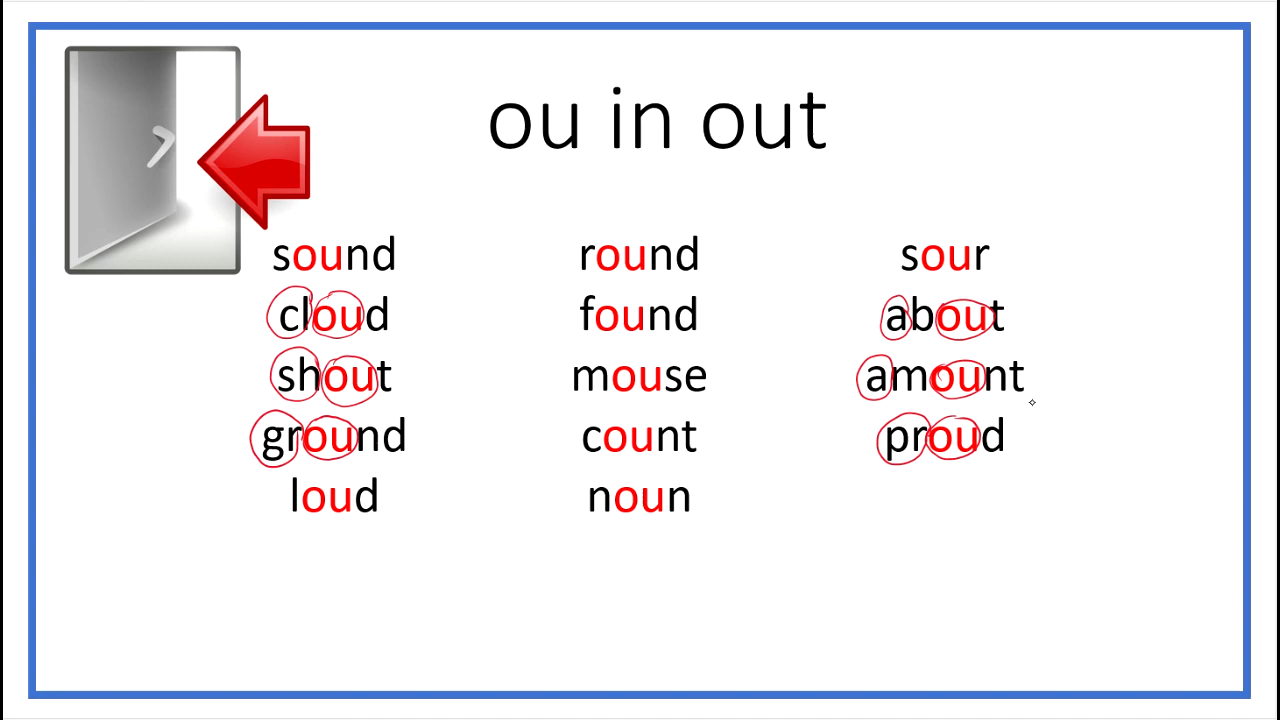 ou in out
sound round sour
cloud found about
shout mouse amount
ground count proud
loud noun